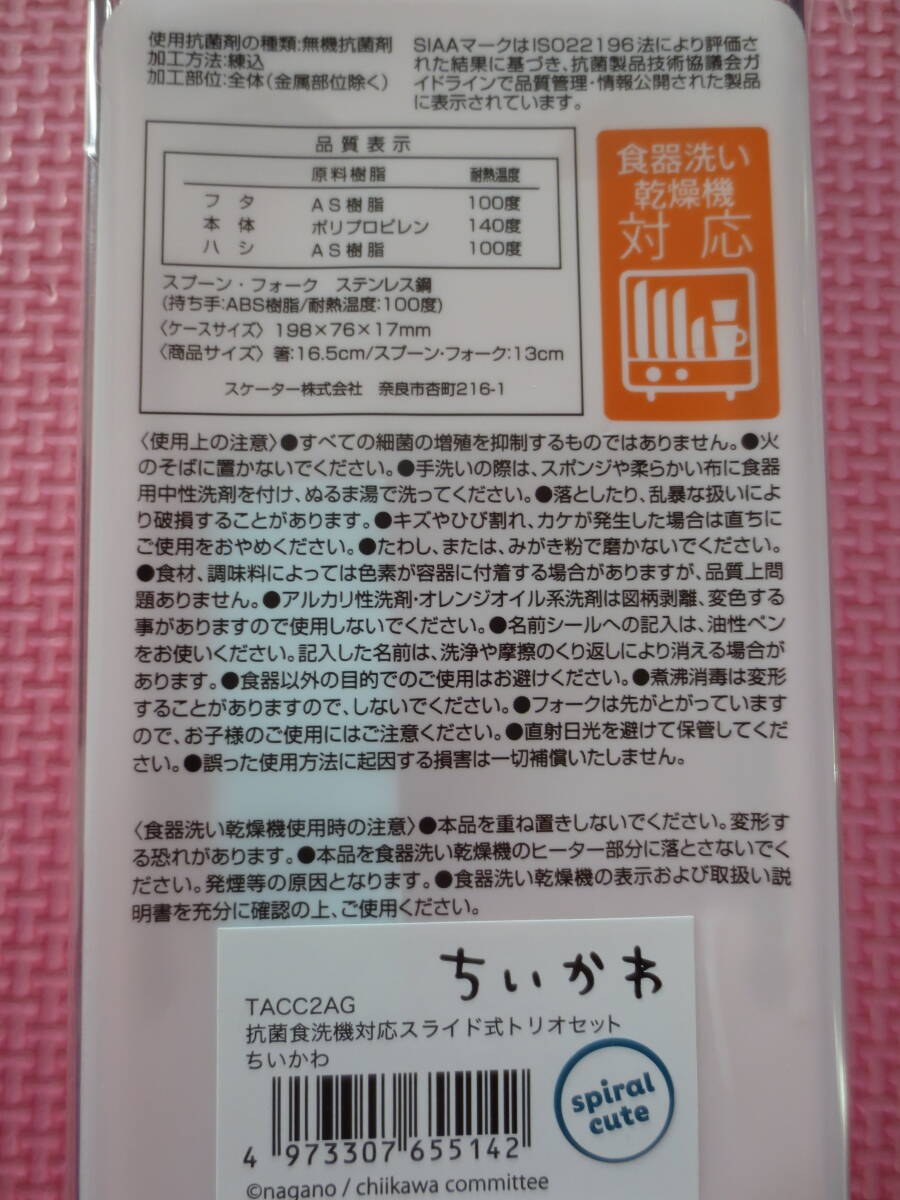 使用抗菌剤の種類:無機抗菌剤
加工方法:練込
加工部位:全体(金属部位除く)
SIAAマークはISO22196法により評価さ
れた結果に基づき、抗菌製品技術協議会ガ
イドラインで品質管理・情報公開された製品
に表示されています。
品質表示
原料樹脂 耐熱温度
フタ AS樹脂 100度
本体 ポリプロピレン 140度
ハシ AS樹脂 100度
スプーン・フォーク ステンレス鋼
(持ち手:ABS樹脂/耐熱温度:100度)
〈ケースサイズ〉198×76×17mm
〈商品サイズ〉箸:16.5cm/スプーン・フォーク:13cm
スケーター株式会社 奈良市杏町216-1
食器洗い
乾燥機
対応
〈使用上の注意〉●すべての細菌の増殖を抑制するものではありません。●火
のそばに置かないでください。●手洗いの際は、スポンジや柔らかい布に食器
用中性洗剤を付け、ぬるま湯で洗ってください。●落としたり、乱暴な扱いによ
り破損することがあります。●キズやひび割れ、カケが発生した場合は直ちに
ご使用をおやめください。●たわし、または、みがき粉で磨かないでください。
●食材、調味料によっては色素が容器に付着する場合がありますが、品質上問
題ありません。●アルカリ性洗剤・オレンジオイル系洗剤は図柄剥離、変色する
事がありますので使用しないでください。●名前シールへの記入は、油性ペン
をお使いください。記入した名前は、洗浄や摩擦のくり返しにより消える場合が
あります。●食器以外の目的でのご使用はお避けください。●煮沸消毒は変形
することがありますので、しないでください。●フォークは先がとがっています
ので、お子様のご使用にはご注意ください。●直射日光を避けて保管してくだ
さい。●誤った使用方法に起因する損害は一切補償いたしません。
〈食器洗い乾燥機使用時の注意〉●本品を重ね置きしないでください。変形す
る恐れがあります。●本品を食器洗い乾燥機のヒーター部分に落とさないでく
ださい。発煙等の原因となります。●食器洗い乾燥機の表示および取扱い説
明書を充分に確認の上、ご使用ください。
ちいかわ
TACC2AG
抗菌食洗機対応スライド式トリオセット
ちいかわ
spiral
cute
4 973307 655142
©nagano / chiikawa committee